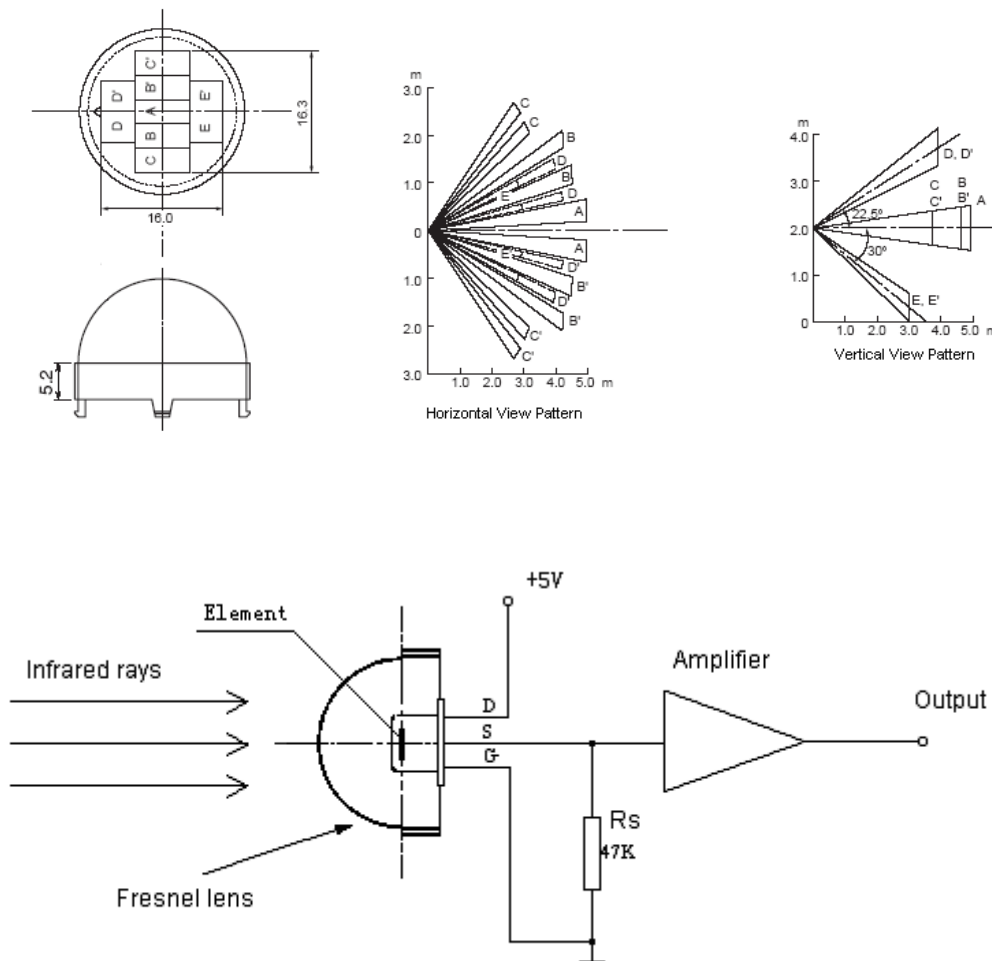 C'
B'
A
B
C
D'
D
E'
E
16.3
16.0
5.2
m
3.0
2.0
1.0
0
1.0
2.0
3.0
1.0 2.0 3.0 4.0 5.0 m
C
C
B
D
B
E
D
A
A
E'
D'
B'
D'
B'
C'
C'
Horizontal View Pattern
m
4.0
3.0
2.0
1.0
0
D, D'
C B
C' B' A
22.5°
30°
E, E'
1.0 2.0 3.0 4.0 5.0 m
Vertical View Pattern
+5V
Element
Infrared rays
Amplifier
Output
D
S
G
Rs
47K
Fresnel lens